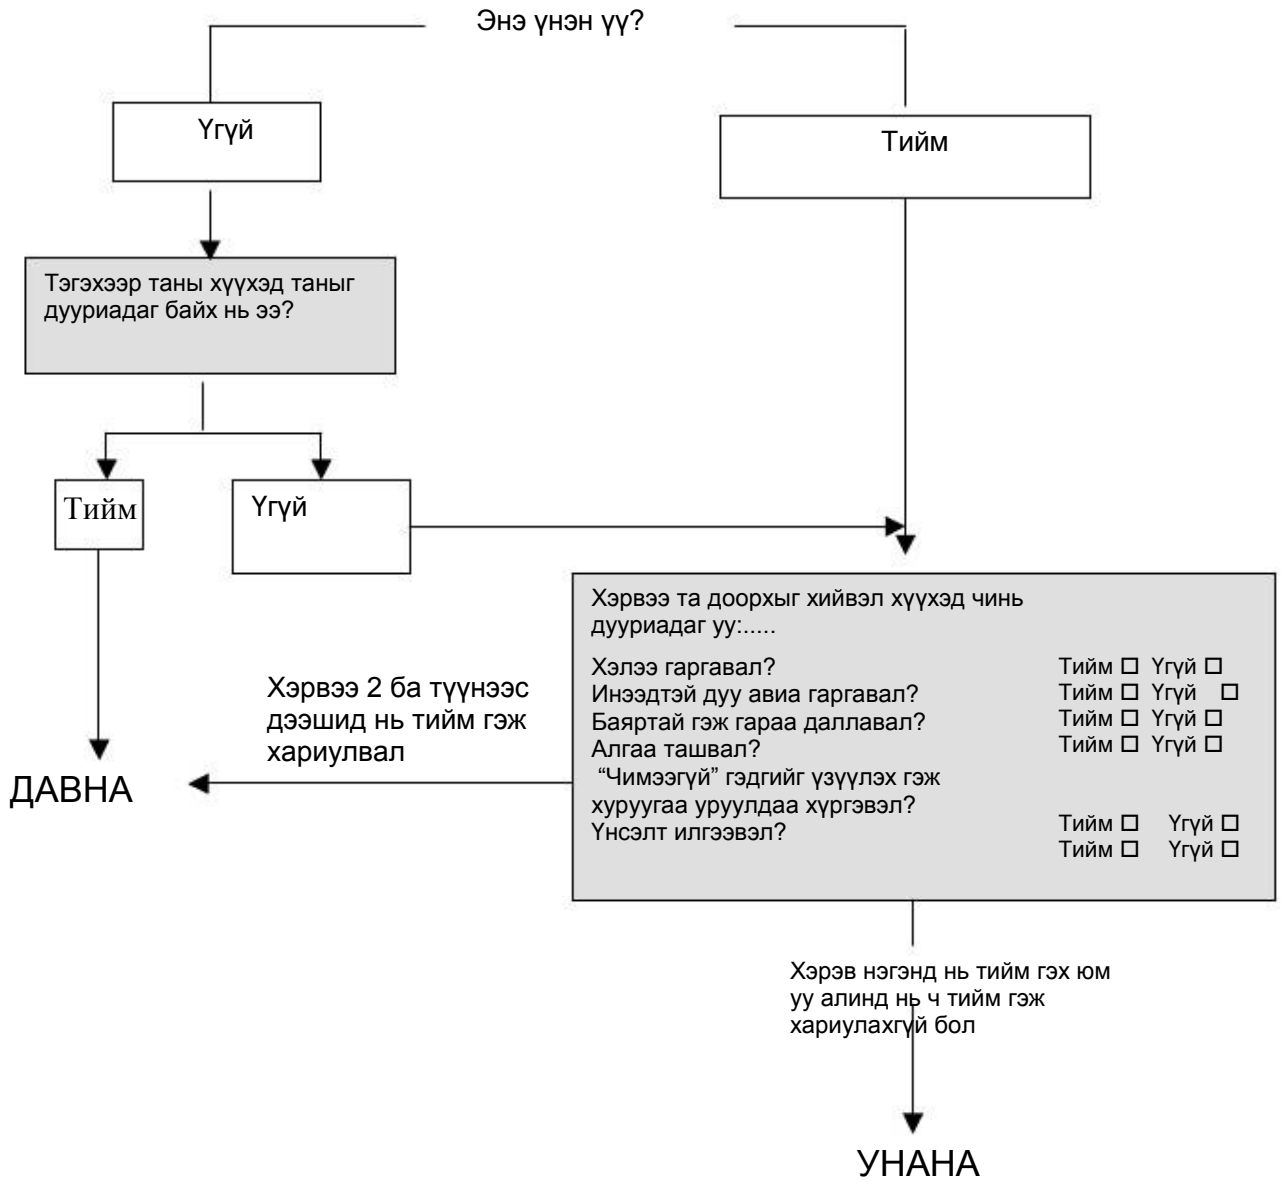 Энэ үнэн үү?
Үгүй
Тийм
Тэгэхээр таны хүүхэд таныг
дууриадаг байх нь ээ?
Тийм
Үгүй
Хэрвээ та доорхыг хийвэл хүүхэд чинь
дууриадаг уу:.....
Хэлээ гаргавал? Тийм □ Үгүй □
Инээдтэй дуу авиа гаргавал? Тийм □ Үгүй □
Баяртай гэж гараа даллавал? Тийм □ Үгүй □
Алгаа ташвал? Тийм □ Үгүй □
“Чимээгүй” гэдгийг үзүүлэх гэж
хуруугаа уруулдаа хүргэвэл? Тийм □ Үгүй □
Үнсэлт илгээвэл? Тийм □ Үгүй □
Хэрвээ 2 ба түүнээс
дээшид нь тийм гэж
хариулвал
ДАВНА
Хэрэв нэгэнд нь тийм гэх юм
уу алинд нь ч тийм гэж
хариулахгүй бол
УНАНА